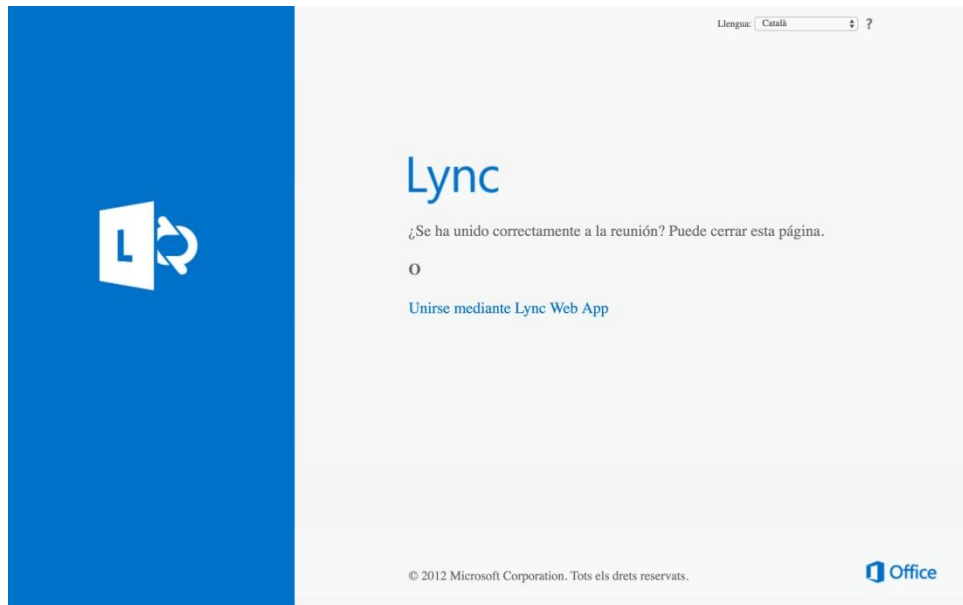 Llengua: Català ?
Lync
L
¿Se ha unido correctamente a la reunión? Puede cerrar esta página.
O
Unirse mediante Lync Web App
© 2012 Microsoft Corporation. Tots els drets reservats.
Office